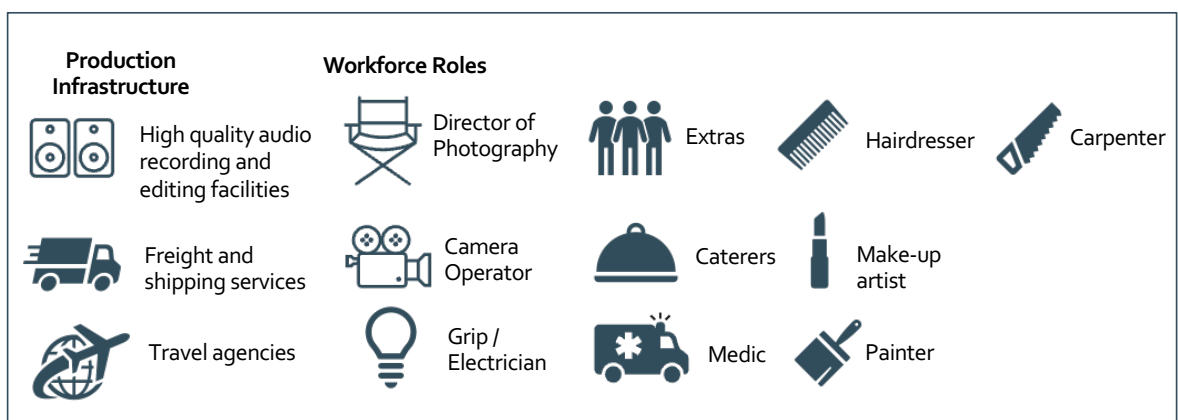 Production
Infrastructure
High quality audio
recording and
editing facilities
Freight and
shipping services
Travel agencies
Workforce Roles
Director of
Photography
Camera
Operator
Grip /
Electrician
Extras
Caterers
Medic
Hairdresser
Make-up
artist
Painter
Carpenter